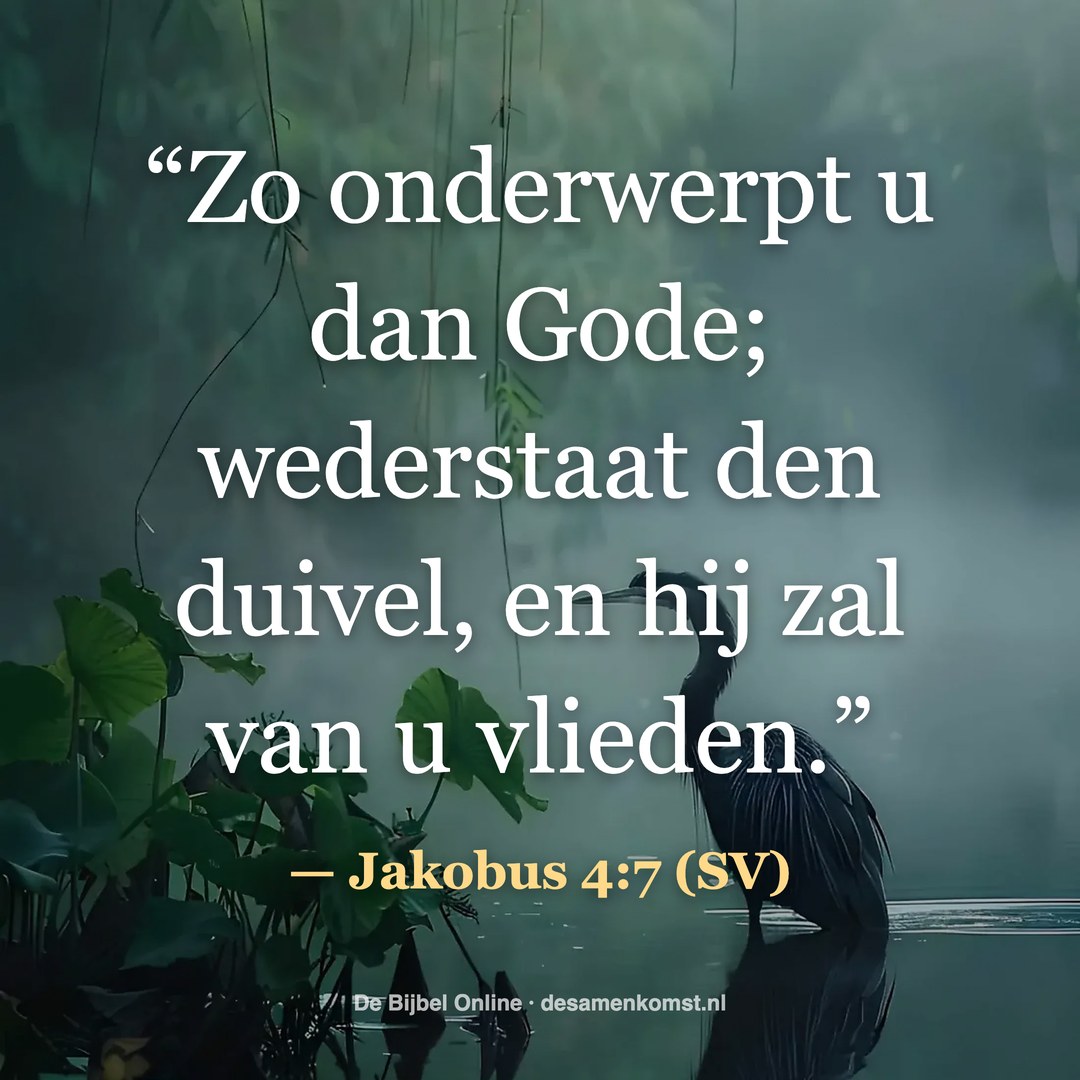 “Zo onderwerpt u
dan Gode;
wederstaat den
duivel, en hij zal
van u vlieden.”
— Jakobus 4:7 (SV)
De Bijbel Online · desamenkomst.nl